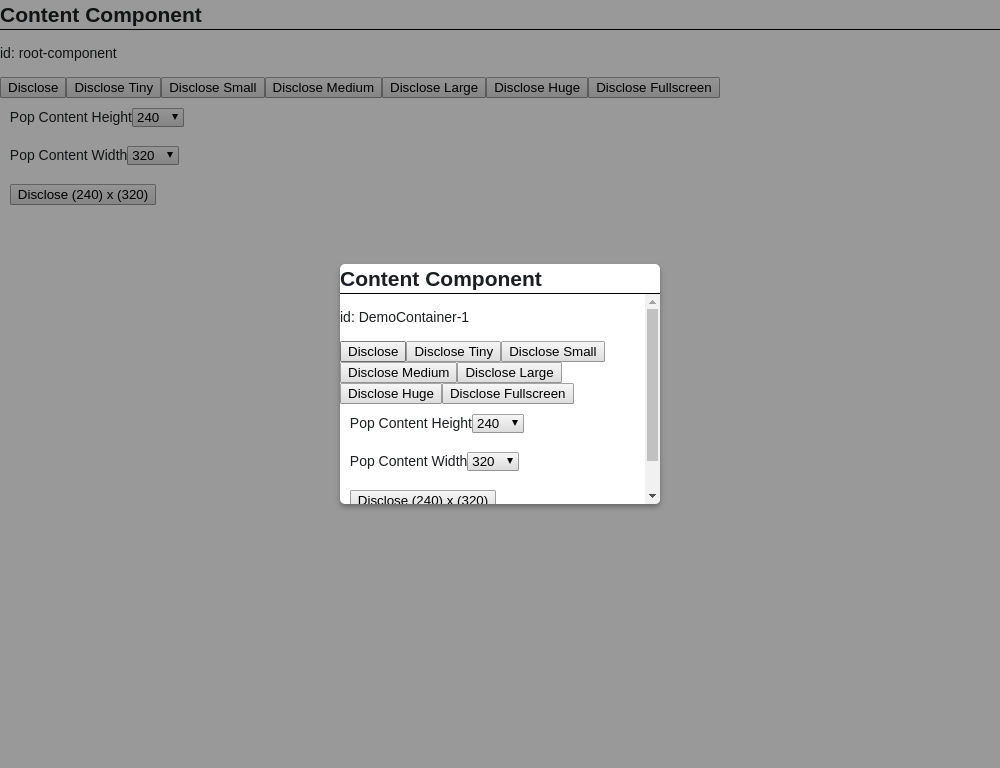 Content Component
id: root-component
Disclose Disclose Tiny Disclose Small Disclose Medium Disclose Large Disclose Huge Disclose Fullscreen
Pop Content Height 240
Pop Content Width 320
Disclose (240) x (320)
Content Component
id: DemoContainer-1
Disclose Disclose Tiny Disclose Small
Disclose Medium Disclose Large
Disclose Huge Disclose Fullscreen
Pop Content Height 240
Pop Content Width 320
Disclose (240) x (320)